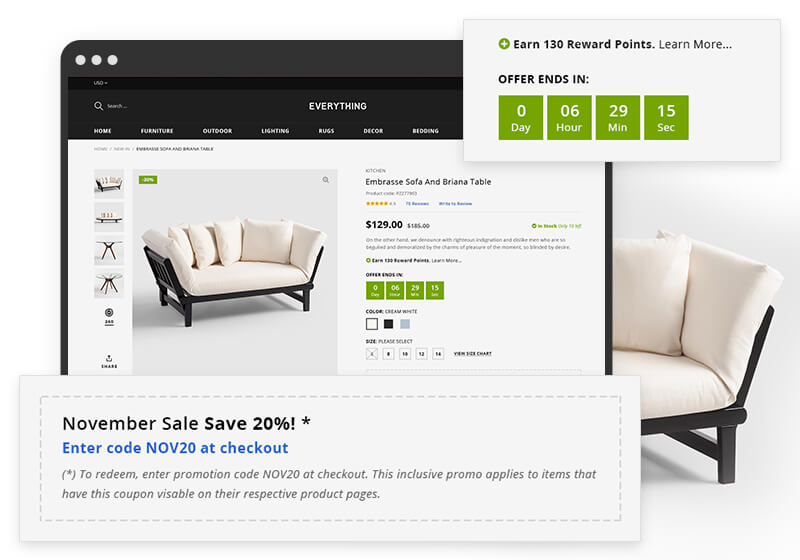 Earn 130 Reward Points. Learn More...
OFFER ENDS IN:
0 06 29 15
Day Hour Min Sec
USD
Search ...
EVERYTHING
HOME FURNITURE OUTDOOR LIGHTING RUGS DECOR BEDDING
HOME / NEW IN / EMBRASSE SOFA AND BRIANA TABLE
-30%
360
SHARE
KITCHEN
Embrasse Sofa And Briana Table
Product code: PZ277903
4.5 75 Reviews Write to Review
$129.00 $185.00 In Stock Only 10 left
On the other hand, we denounce with righteous indignation and dislike men who are so
beguiled and demoralized by the charms of pleasure of the moment, so blinded by desire.
Earn 130 Reward Points. Learn More...
OFFER ENDS IN:
0 06 29 15
Day Hour Min Sec
COLOR: CREAM WHITE
SIZE: PLEASE SELECT
8 10 12 14 VIEW SIZE CHART
November Sale Save 20%! *
Enter code NOV20 at checkout
(*) To redeem, enter promotion code NOV20 at checkout. This inclusive promo applies to items that
have this coupon visable on their respective product pages.